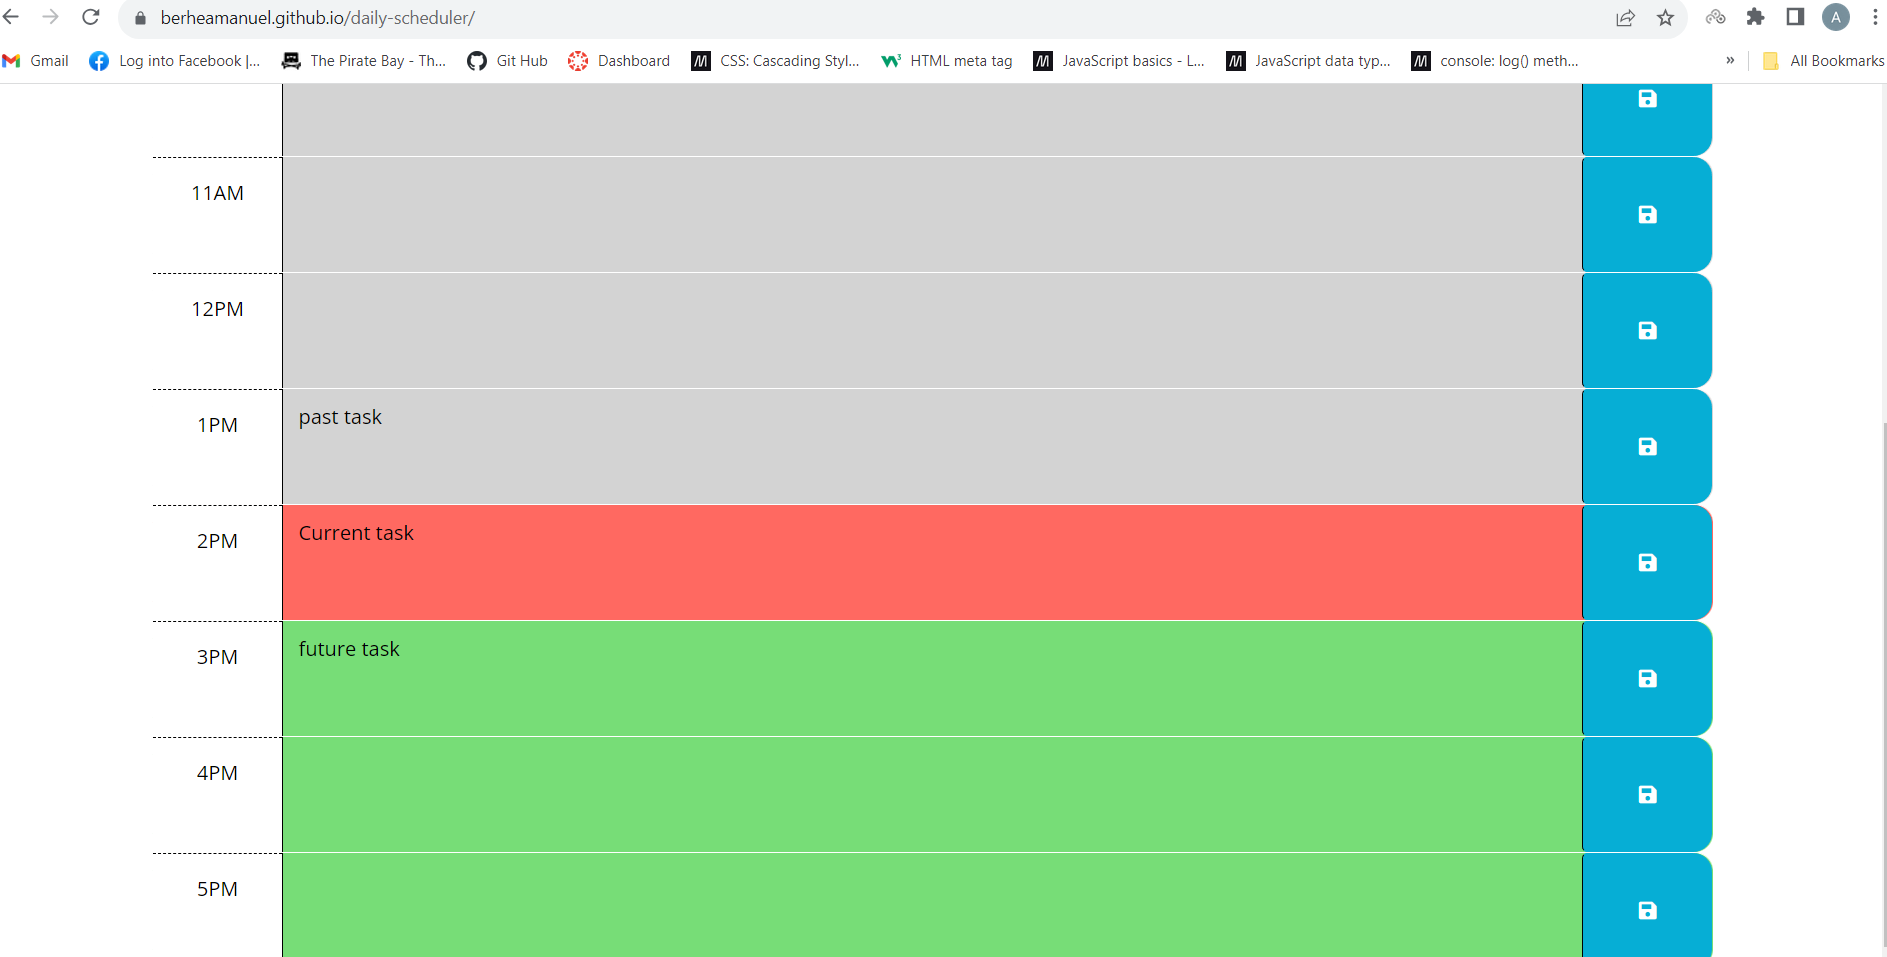 berheamanuel.github.io/daily-scheduler/
A
Gmail
Log into Facebook |...
The Pirate Bay - Th...
Git Hub
Dashboard
CSS: Cascading Styl...
HTML meta tag
JavaScript basics - L...
JavaScript data typ...
console: log() meth...
»
All Bookmarks
11AM
12PM
1PM
past task
2PM
Current task
3PM
future task
4PM
5PM